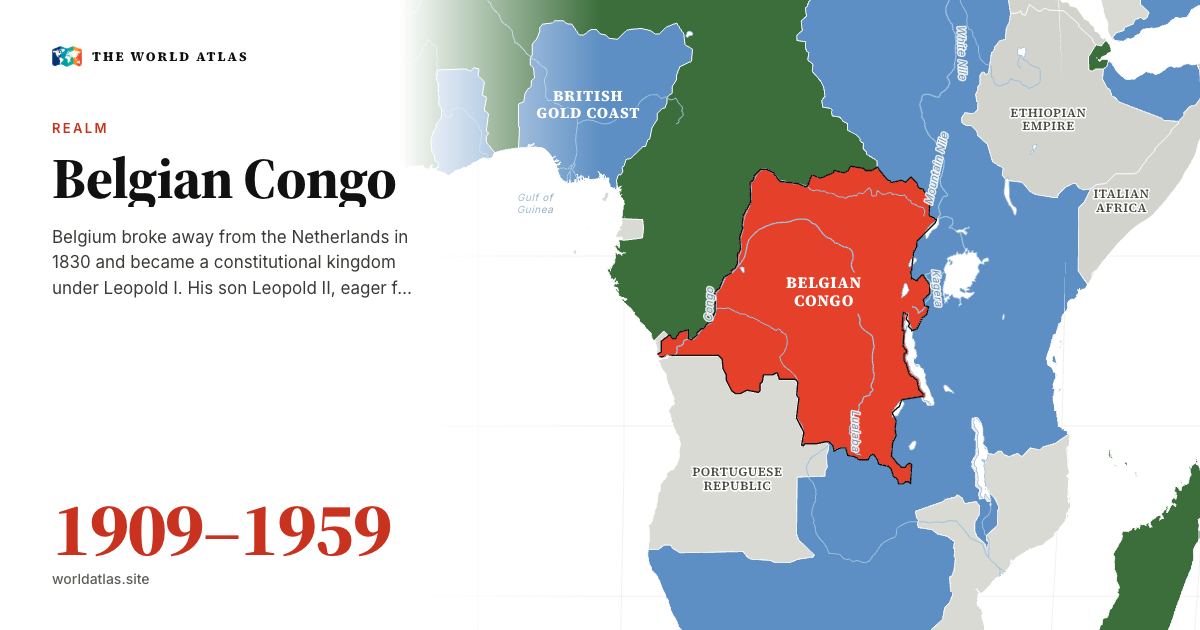 THE WORLD ATLAS
REALM
Belgian Congo
Belgium broke away from the Netherlands in
1830 and became a constitutional kingdom
under Leopold I. His son Leopold II, eager f...
1909–1959
worldatlas.site
BRITISH
GOLD COAST
Gulf of
Guinea
White Nile
ETHIOPIAN
EMPIRE
Mountain Nile
ITALIAN
AFRICA
BELGIAN
CONGO
Congo
Kagera
Lualaba
PORTUGUESE
REPUBLIC